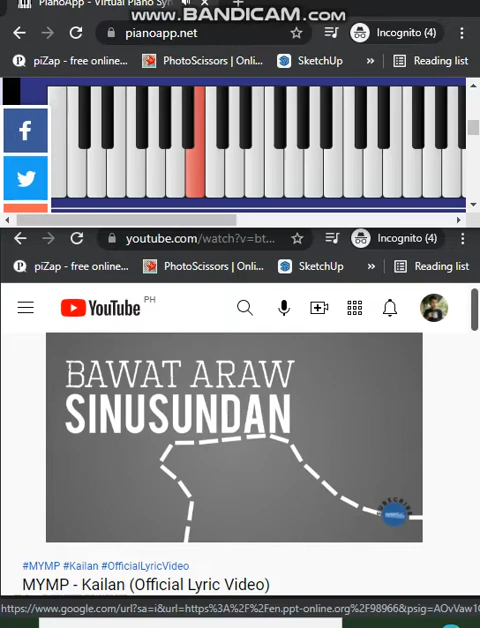 PianoApp - Virtual Piano Syn
www.BANDICAM.com
pianoapp.net
Incognito (4)
piZap - free online...
PhotoScissors | Onli...
SketchUp
»
Reading list
youtube.com/watch?v=bt...
Incognito (4)
piZap - free online...
PhotoScissors | Onli...
SketchUp
»
Reading list
YouTube PH
BAWAT ARAW
SINUSUNDAN
#MYMP #Kailan #OfficialLyricVideo
MYMP - Kailan (Official Lyric Video)
https://www.google.com/url?sa=i&url=https%3A%2F%2Fen.ppt-online.org%2F98966&psig=AOvVaw1